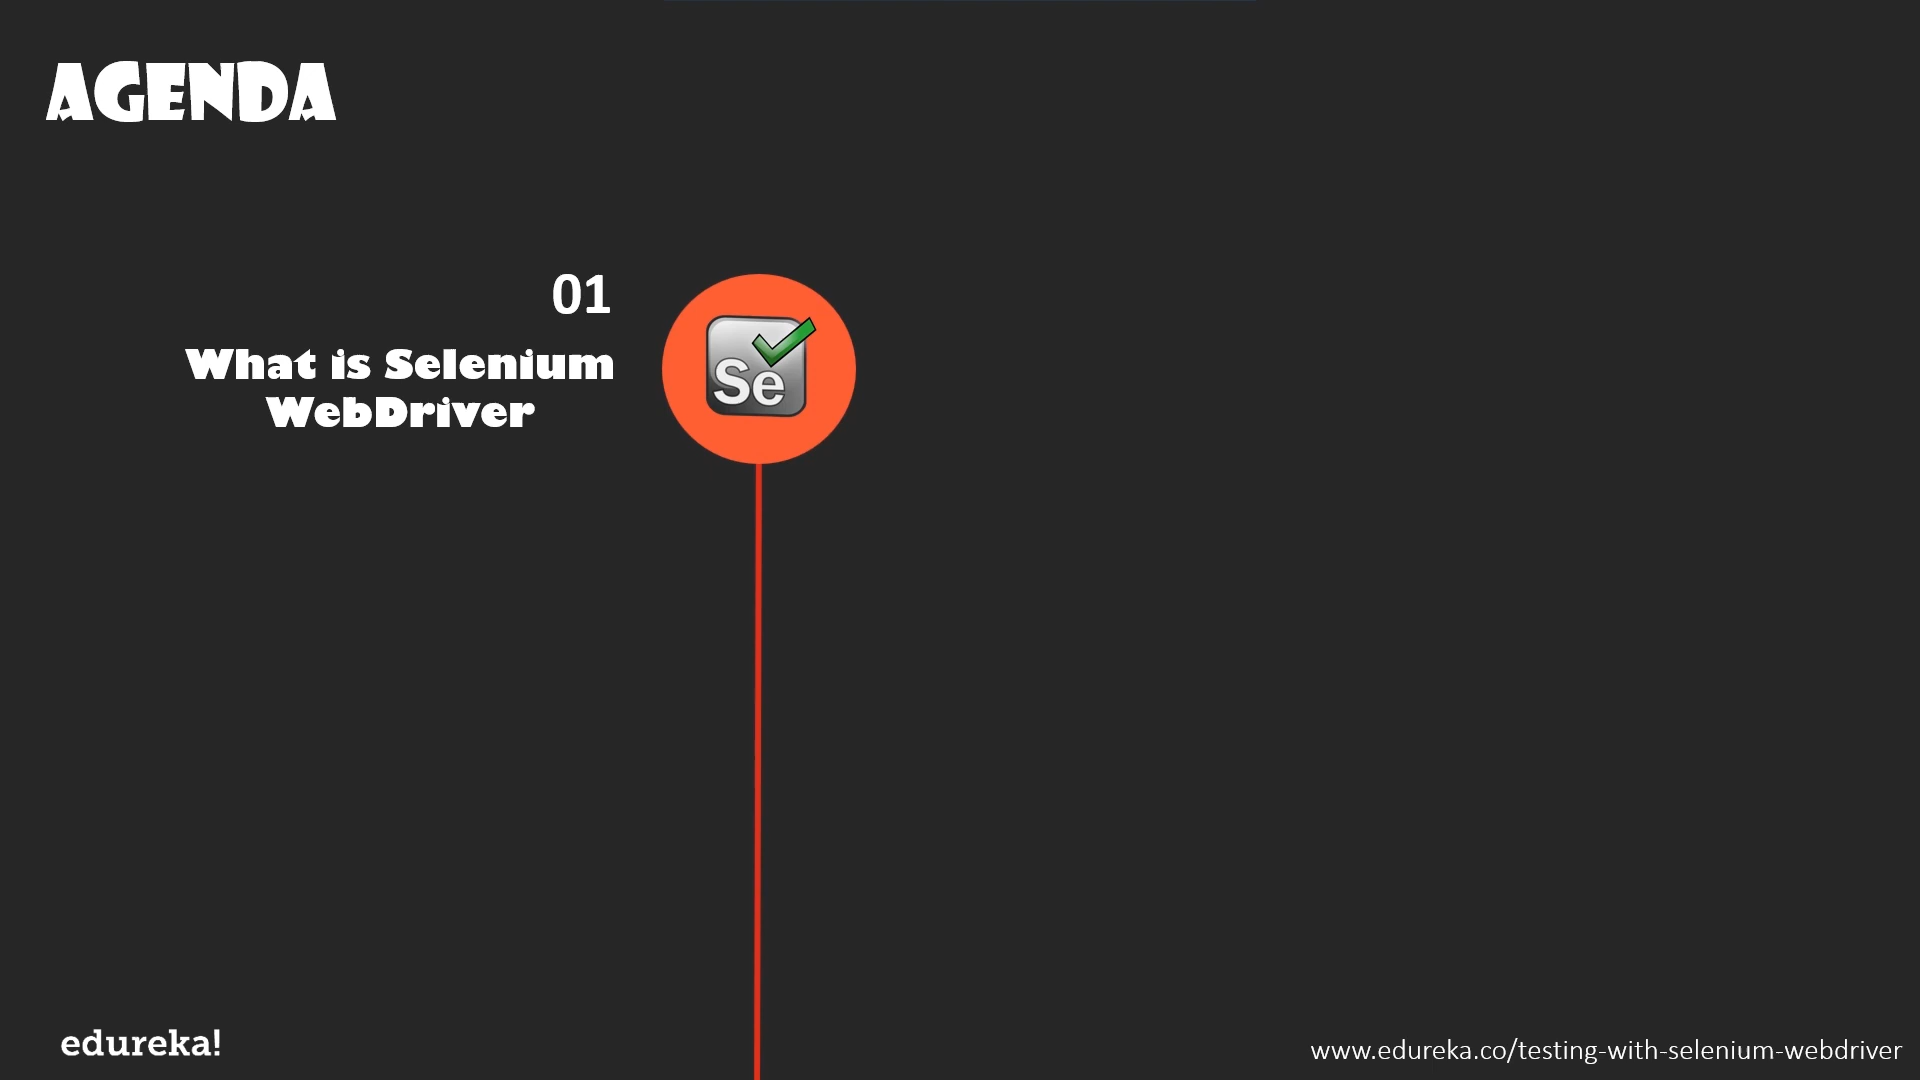 AGENDA
01
What is Selenium
WebDriver
Se
edureka!
www.edureka.co/testing-with-selenium-webdriver